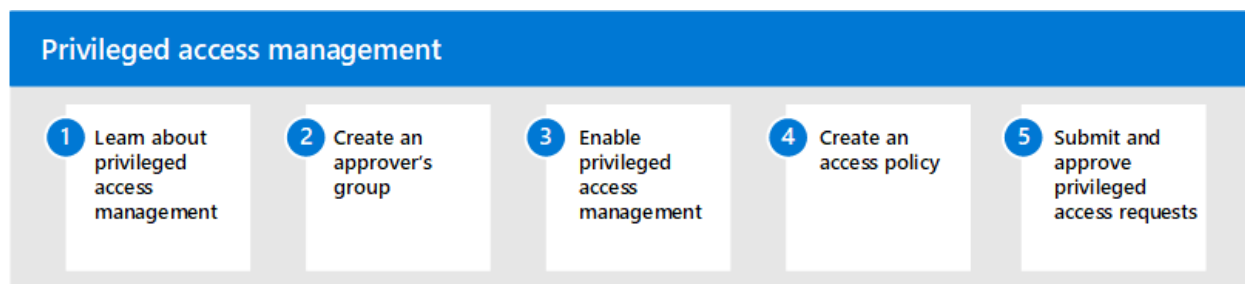 Privileged access management
1
Learn about
privileged
access
management
2
Create an
approver's
group
3
Enable
privileged
access
management
4
Create an
access policy
5
Submit and
approve
privileged
access requests